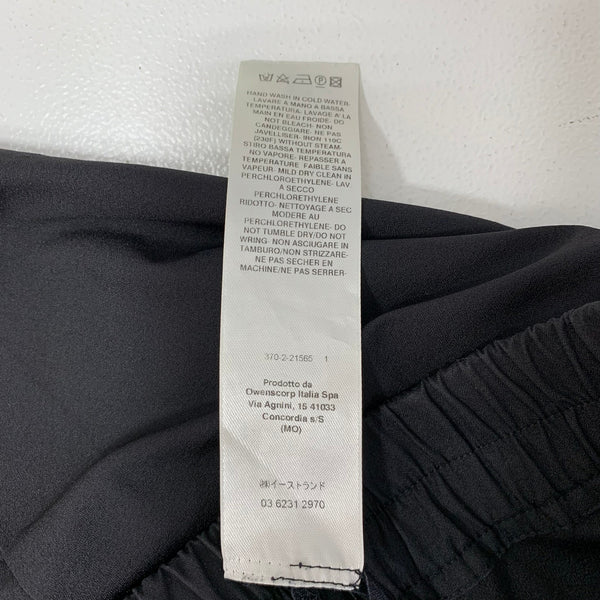 HAND WASH IN COLD WATER-
LAVARE A MANO A BASSA
TEMPERATURA- LAVAGE A LA
MAIN EN EAU FROIDE- DO
NOT BLEACH- NON
CANDEGGIARE- NE PAS
JAVELLISER- IRON 110C
(230F) WITHOUT STEAM-
STIRO BASSA TEMPERATURA
NO VAPORE- REPASSER A
TEMPERATURE FAIBLE SANS
VAPEUR- MILD DRY CLEAN IN
PERCHLOROETHYLENE- LAV
A SECCO
PERCHLOROETHYLENE
RIDOTTO- NETTOYAGE A SEC
MODERE AU
PERCHLOROETHYLENE- DO
NOT TUMBLE DRY/DO NOT
WRING- NON ASCIUGARE IN
TAMBURO/NON STRIZZARE-
NE PAS SECHER EN
MACHINE/NE PAS SERRER-
370-2-21565 1
Prodotto da
Owenscorp Italia Spa
Via Agnini, 15 41033
Concordia s/S
(MO)
㈱イーストランド
03 6231 2970